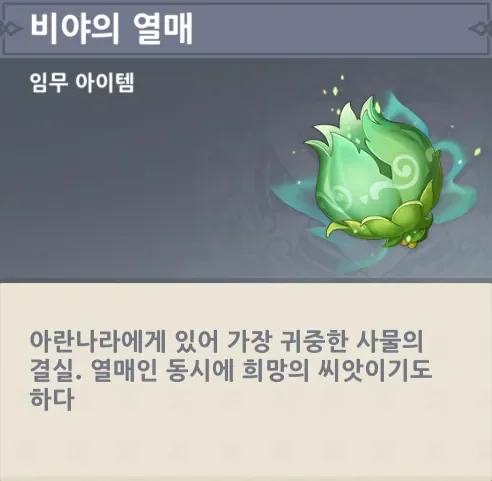 비야의 열매
임무 아이템
아란나라에게 있어 가장 귀중한 사물의
결실. 열매인 동시에 희망의 씨앗이기도
하다